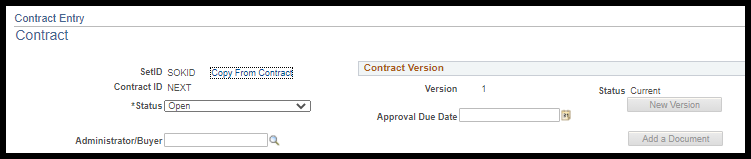 Contract Entry
Contract
SetID SOKID Copy From Contract
Contract ID NEXT
*Status Open
Administrator/Buyer
Contract Version
Version 1 Status Current
New Version
Approval Due Date 31
Add a Document